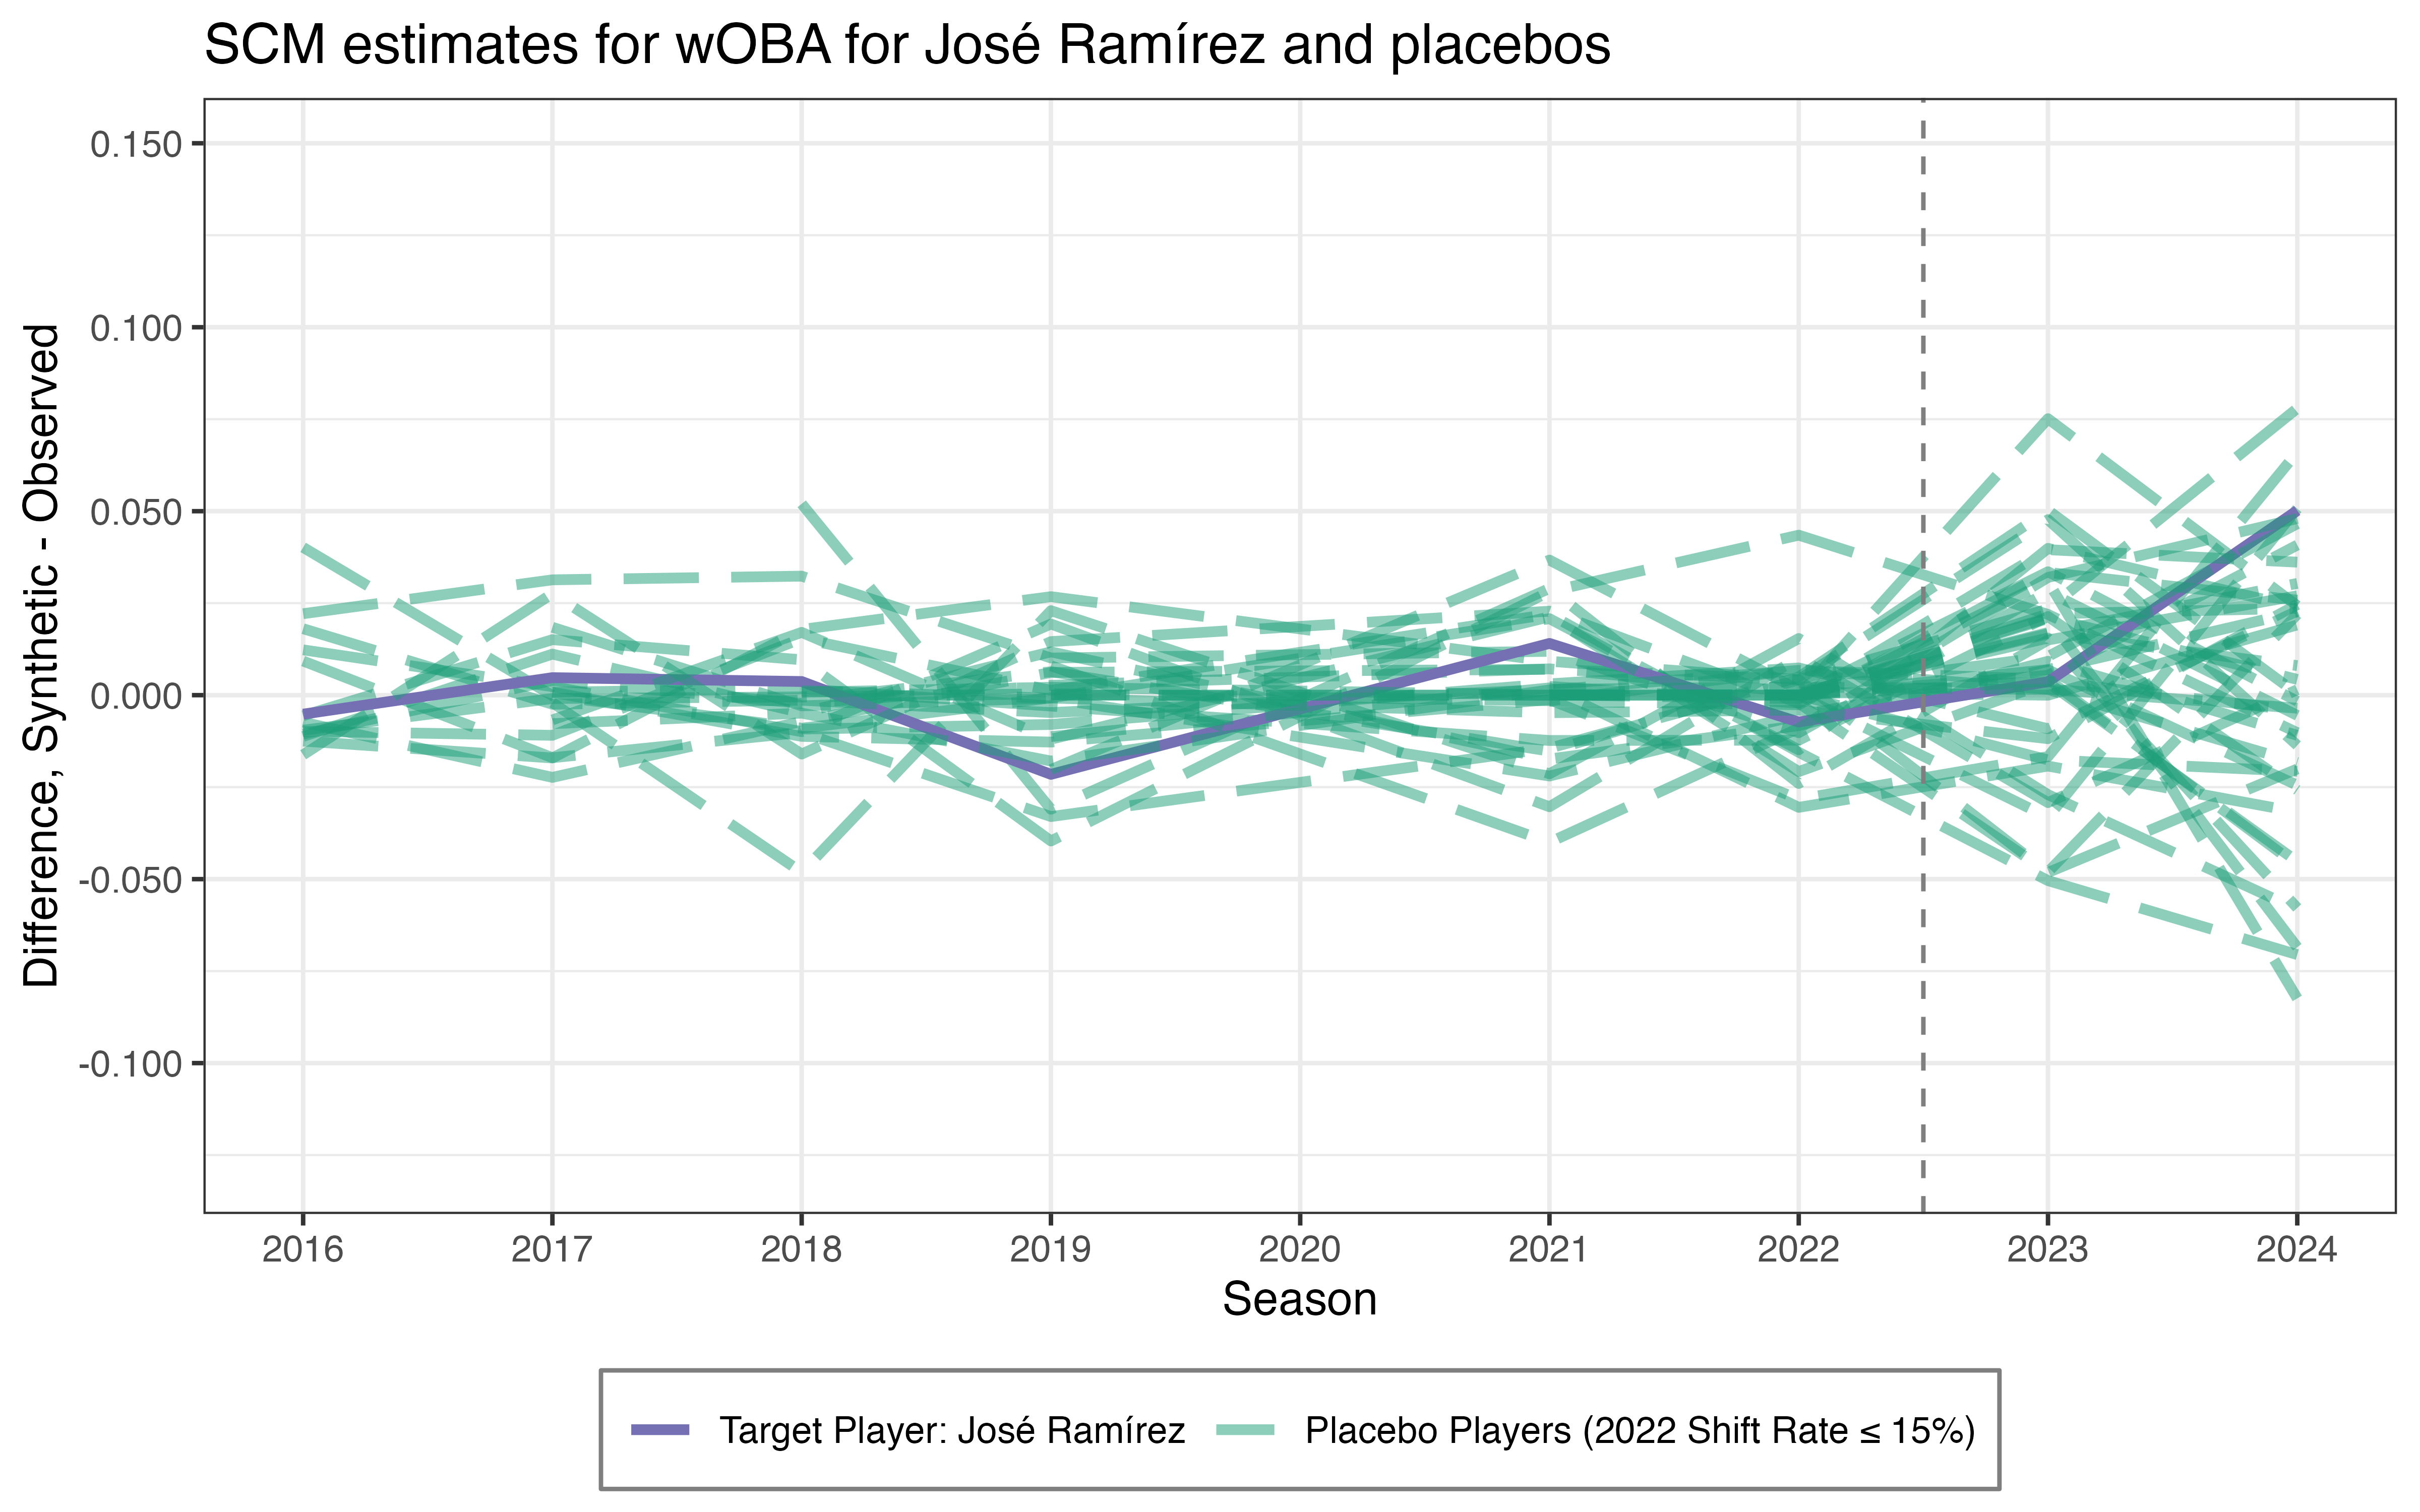 SCM estimates for wOBA for José Ramírez and placebos
Difference, Synthetic - Observed
0.150
0.100
0.050
0.000
-0.050
-0.100
2016 2017 2018 2019 2020 2021 2022 2023 2024
Season
Target Player: José Ramírez Placebo Players (2022 Shift Rate ≤ 15%)